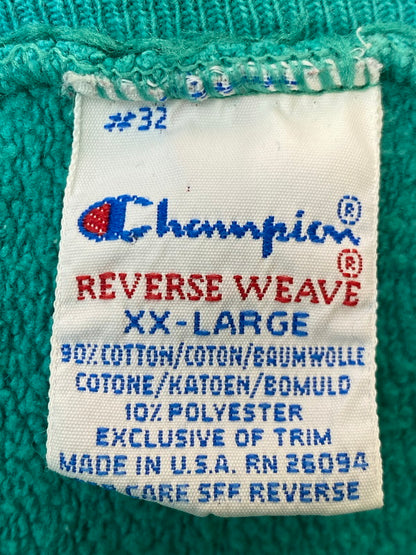 #32
Champion®
REVERSE WEAVE®
XX-LARGE
90% COTTON/COTON/BAUMWOLLE
COTONE/KATOEN/BOMULD
10% POLYESTER
EXCLUSIVE OF TRIM
MADE IN U.S.A. RN 26094
CARE SEE REVERSE